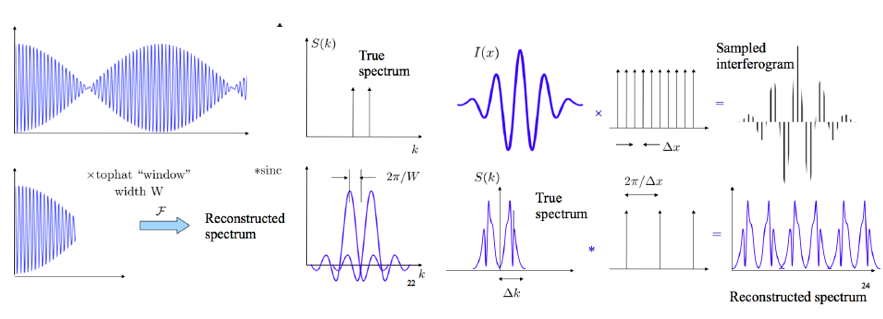 S(k)
True
spectrum
k
×tophat “window”
width W
ℱ
Reconstructed
spectrum
*sinc
2π/W
k
22
I(x)
×
Δx
=
Sampled
interferogram
S(k)
True
spectrum
Δk
*
2π/Δx
=
24
Reconstructed spectrum